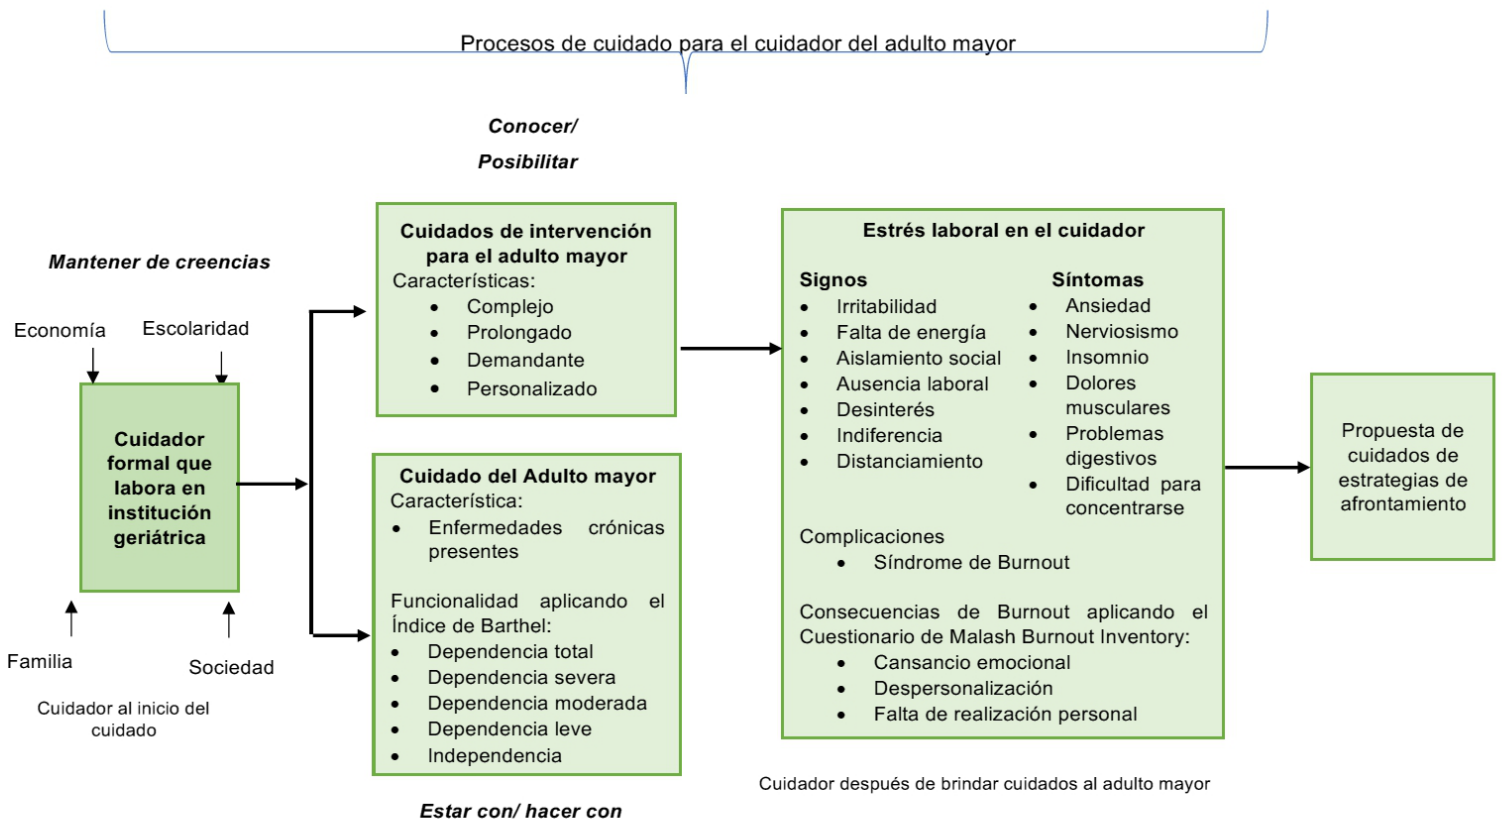 Procesos de cuidado para el cuidador del adulto mayor
Conocer/
Posibilitar
Mantener de creencias
Economía
Escolaridad
Cuidador
formal que
labora en
institución
geriátrica
Familia
Sociedad
Cuidador al inicio del
cuidado
Cuidados de intervención
para el adulto mayor
Características:
• Complejo
• Prolongado
• Demandante
• Personalizado
Cuidado del Adulto mayor
Característica:
• Enfermedades crónicas
presentes
Funcionalidad aplicando el
Índice de Barthel:
• Dependencia total
• Dependencia severa
• Dependencia moderada
• Dependencia leve
• Independencia
Estar con/ hacer con
Estrés laboral en el cuidador
Signos
• Irritabilidad
• Falta de energía
• Aislamiento social
• Ausencia laboral
• Desinterés
• Indiferencia
• Distanciamiento
Síntomas
• Ansiedad
• Nerviosismo
• Insomnio
• Dolores
musculares
• Problemas
digestivos
• Dificultad para
concentrarse
Complicaciones
• Síndrome de Burnout
Consecuencias de Burnout aplicando el
Cuestionario de Malash Burnout Inventory:
• Cansancio emocional
• Despersonalización
• Falta de realización personal
Cuidador después de brindar cuidados al adulto mayor
Propuesta de
cuidados de
estrategias de
afrontamiento